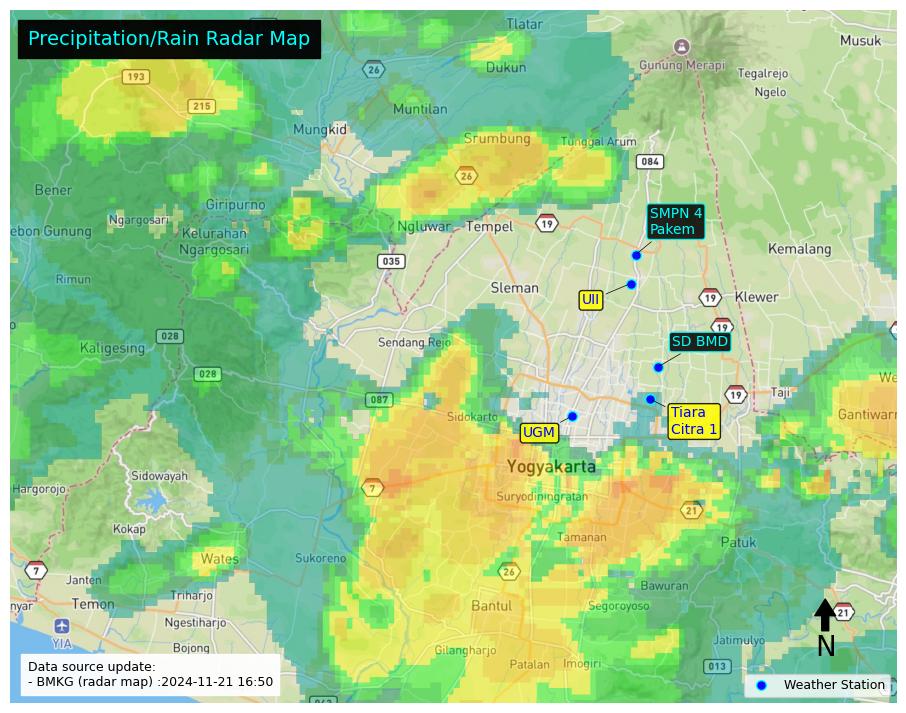 Precipitation/Rain Radar Map
Tlatar
Musuk
26
Gunung Merapi
193
Dukun
Tegalrejo
Ngelo
215
Muntilan
Mungkid
Srumbung
Tunggal Arum
084
26
Bener
Giripurno
SMPN 4
Pakem
Ngargosari
Ngluwar
Tempel
19
ebon Gunung
Kelurahan
Ngargosari
Kemalang
035
Rimun
Sleman
UII
19
Klewer
19
028
Sendang Rejo
SD BMD
Kaligesing
028
We
087
19
Taji
Sidokarto
Tiara
Citra 1
Gantiwarn
UGM
Yogyakarta
Sidowayah
Hargorojo
7
Suryodiningratan
21
Kokap
Tamanan
Patuk
Sukoreno
Wates
7
26
Janten
Bawuran
Triharjo
Bantul
Segoroyoso
nyar
Temon
21
Ngestiharjo
YIA
Jatimulyo
N
Bojong
Gilangharjo
Patalan
Imogiri
013
Data source update:
- BMKG (radar map) :2024-11-21 16:50
Weather Station